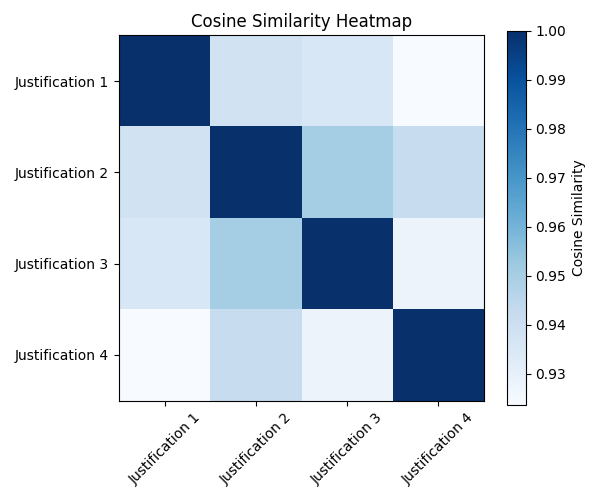 Cosine Similarity Heatmap
Justification 1
Justification 2
Justification 3
Justification 4
Justification 1
Justification 2
Justification 3
Justification 4
1.00
0.99
0.98
0.97
0.96
0.95
0.94
0.93
Cosine Similarity